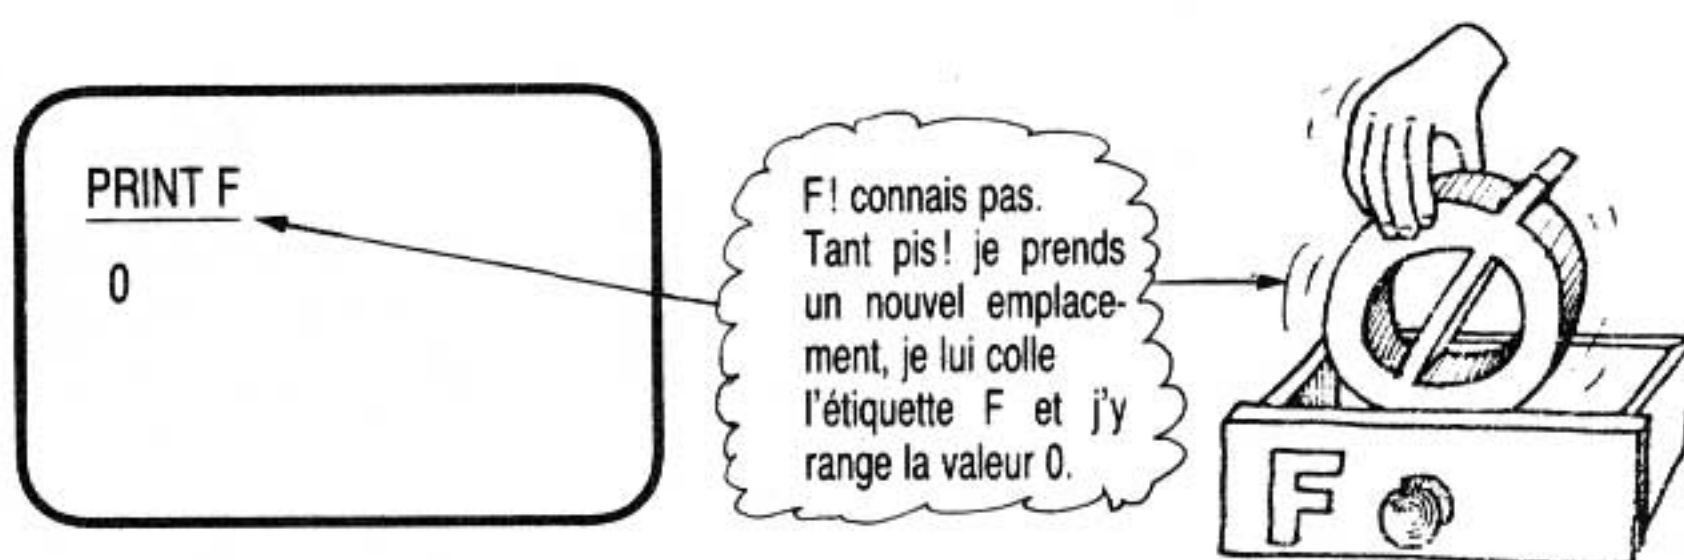 PRINT F
0
F! connais pas.
Tant pis! je prends
un nouvel emplace-
ment, je lui colle
l'étiquette F et j'y
range la valeur 0.
0
F